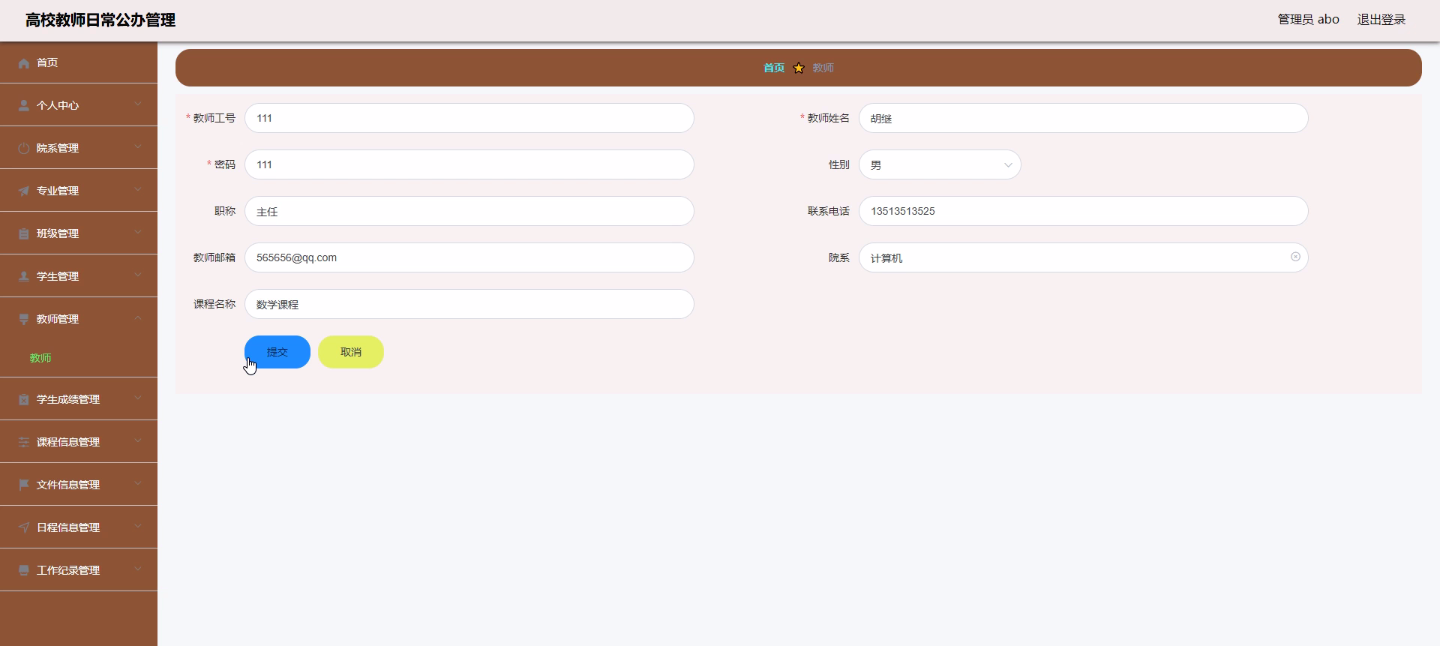 高校教师日常公办管理
管理员 abo 退出登录
首页
个人中心
院系管理
专业管理
班级管理
学生管理
教师管理
教师
学生成绩管理
课程信息管理
文件信息管理
日程信息管理
工作纪录管理
首页 教师
* 教师工号 111
* 教师姓名 胡继
* 密码 111
性别 男
职称 主任
联系电话 13513513525
教师邮箱 565656@qq.com
院系 计算机
课程名称 数学课程
提交 取消